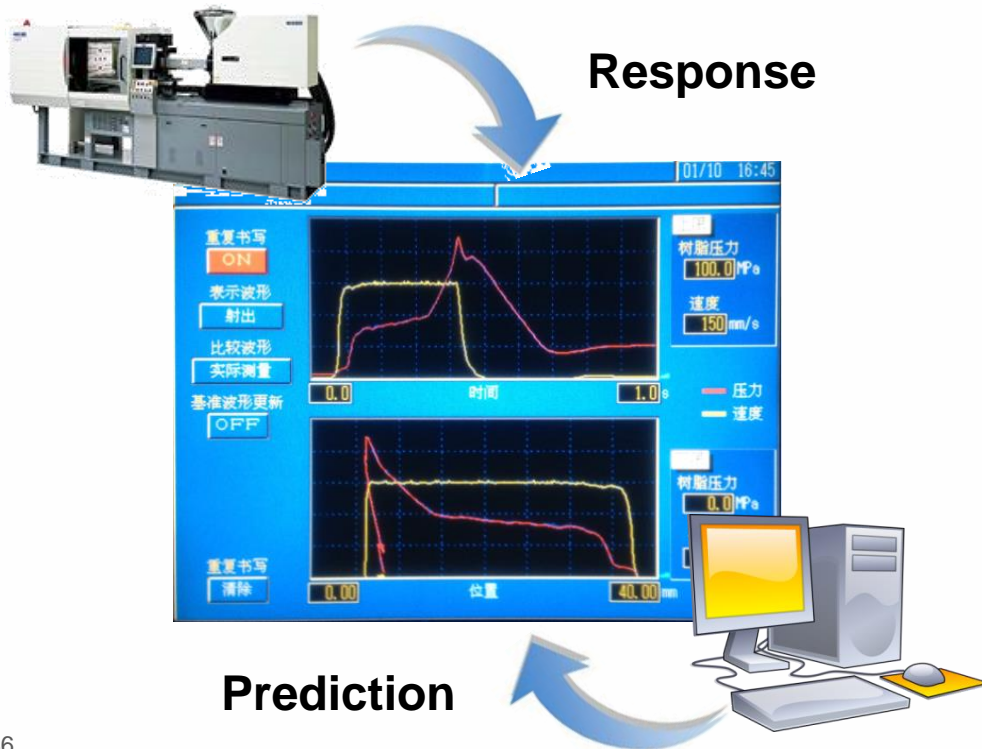 Response
01/10 16:45
重复书写
ON
表示波形
射出
比较波形
实际测量
基准波形更新
OFF
树脂压力
100.0 MPa
速度
150 mm/s
0.0 时间 1.0 s
压力
速度
树脂压力
0.0 MPa
重复书写
清除
0.00 位置 40.00 mm
Prediction
6